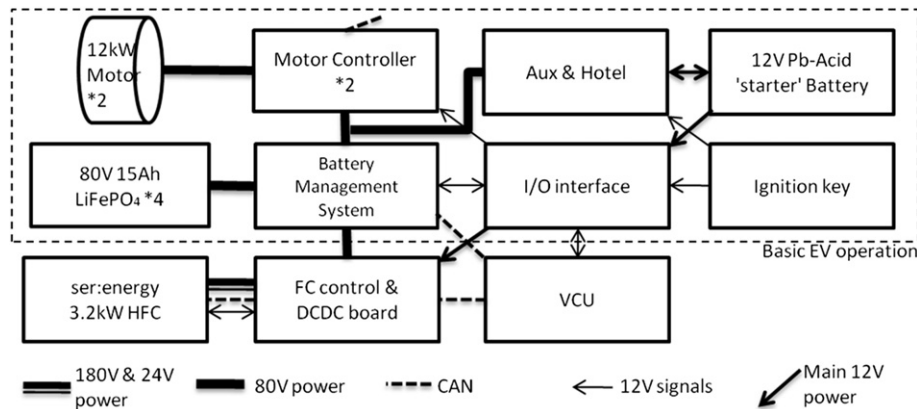 12kW
Motor
*2
Motor Controller
*2
Aux & Hotel
12V Pb-Acid
'starter' Battery
80V 15Ah
LiFePO₄ *4
Battery
Management
System
I/O interface
Ignition key
Basic EV operation
ser:energy
3.2kW HFC
FC control &
DCDC board
VCU
180V & 24V
power
80V power
CAN
12V signals
Main 12V
power